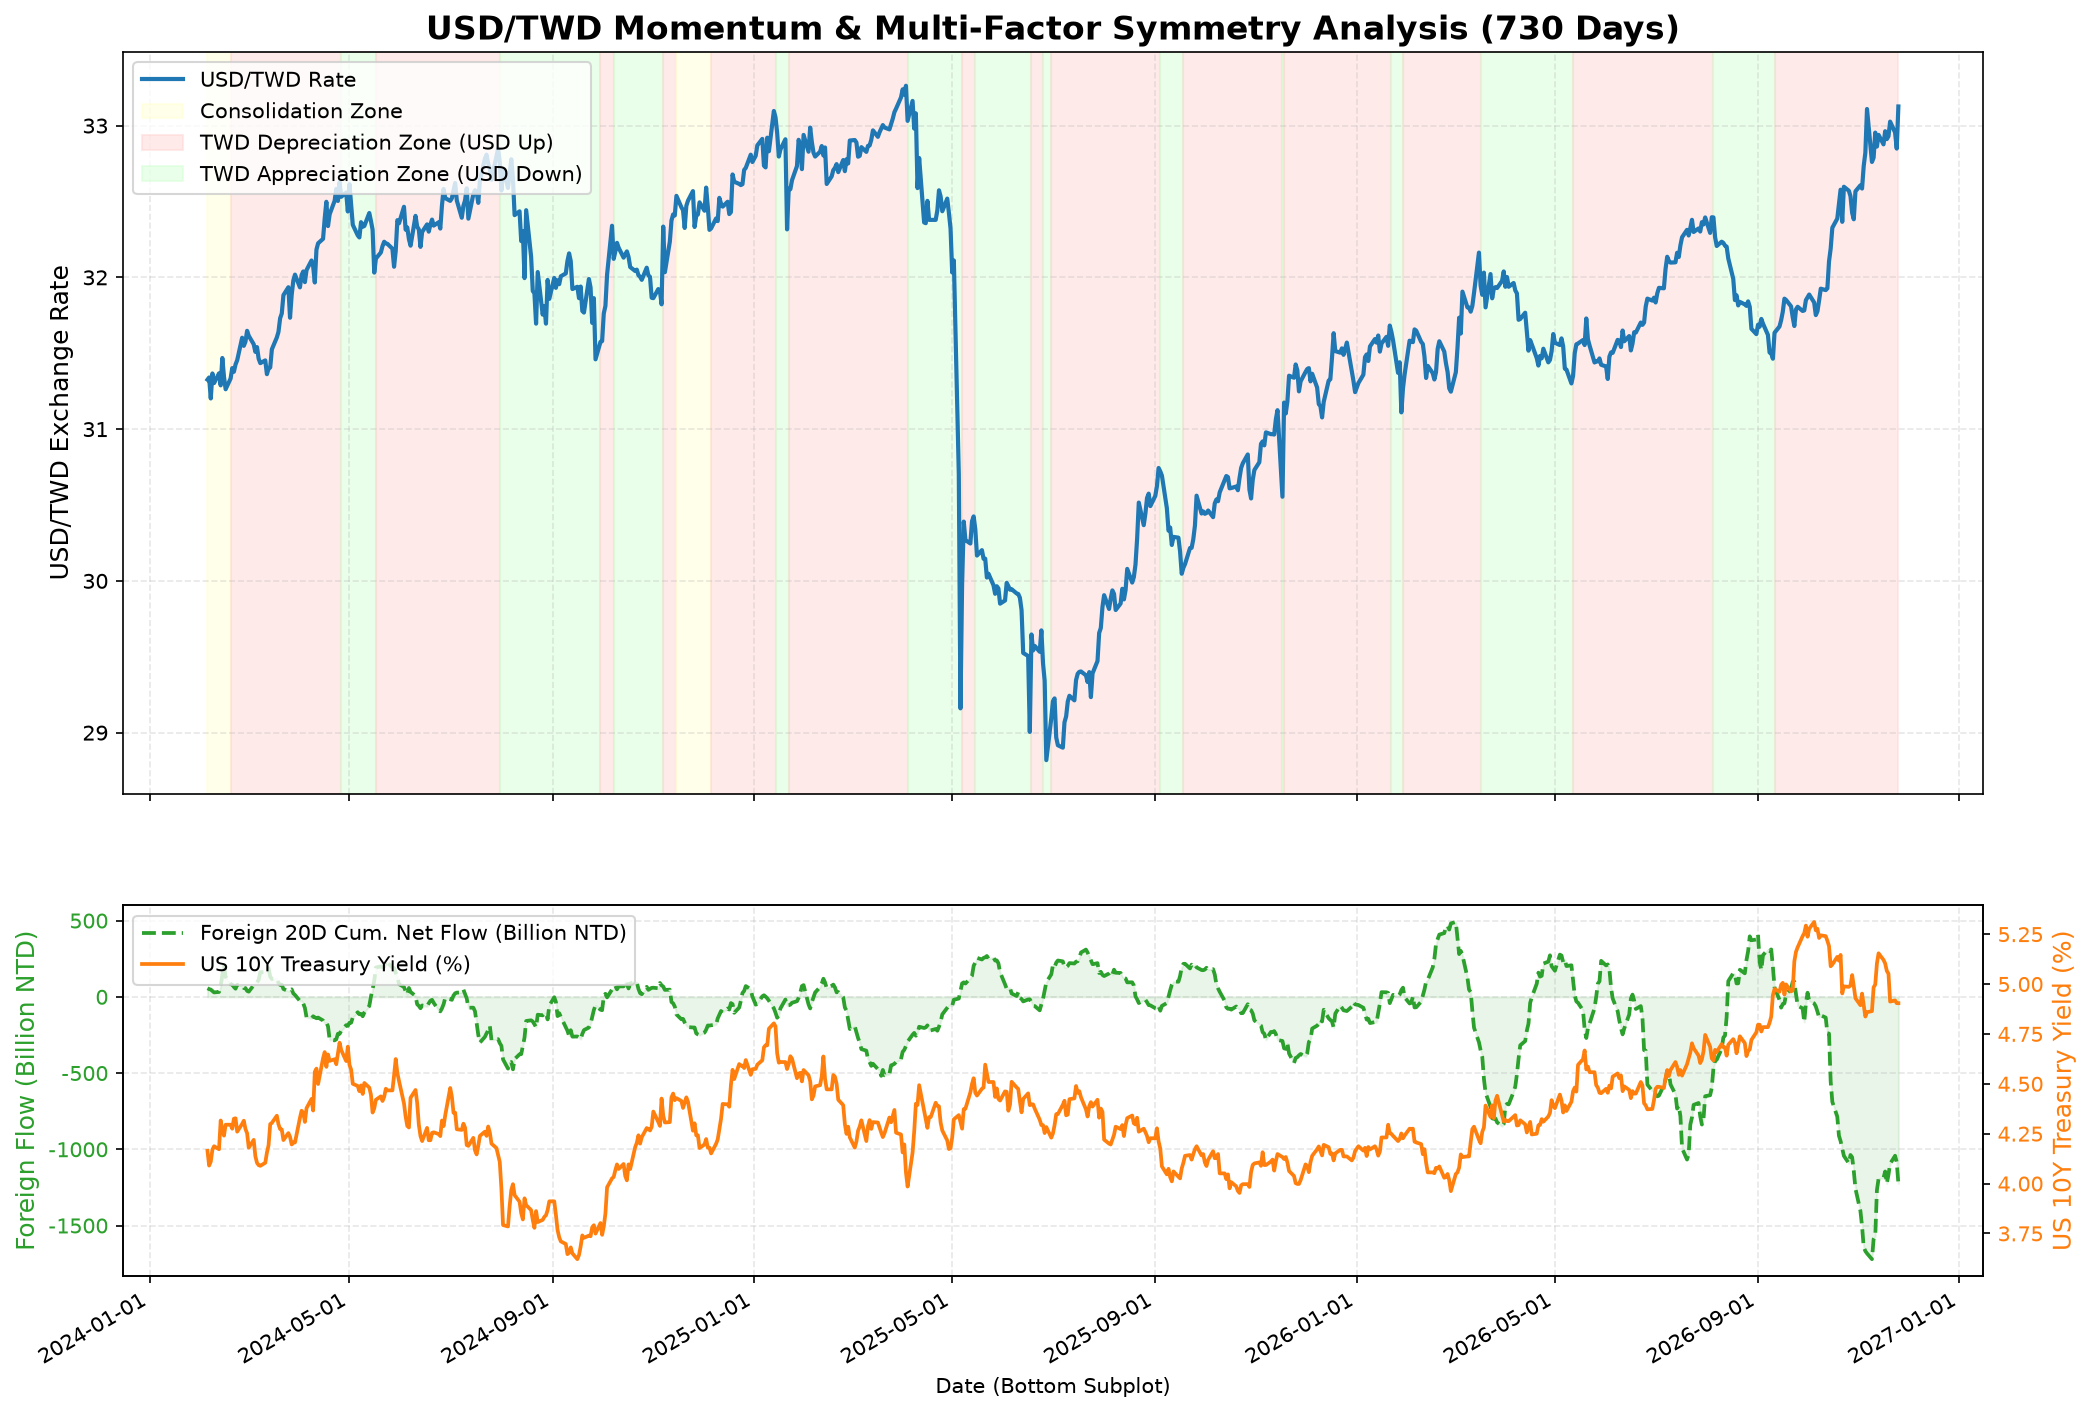 USD/TWD Momentum & Multi-Factor Symmetry Analysis (730 Days)
USD/TWD Rate
Consolidation Zone
TWD Depreciation Zone (USD Up)
TWD Appreciation Zone (USD Down)
USD/TWD Exchange Rate
33
32
31
30
29
Foreign 20D Cum. Net Flow (Billion NTD)
US 10Y Treasury Yield (%)
Foreign Flow (Billion NTD)
500
0
-500
-1000
-1500
5.25
5.00
4.75
4.50
4.25
4.00
3.75
US 10Y Treasury Yield (%)
2024-01-01
2024-05-01
2024-09-01
2025-01-01
2025-05-01
2025-09-01
2026-01-01
2026-05-01
2026-09-01
2027-01-01
Date (Bottom Subplot)